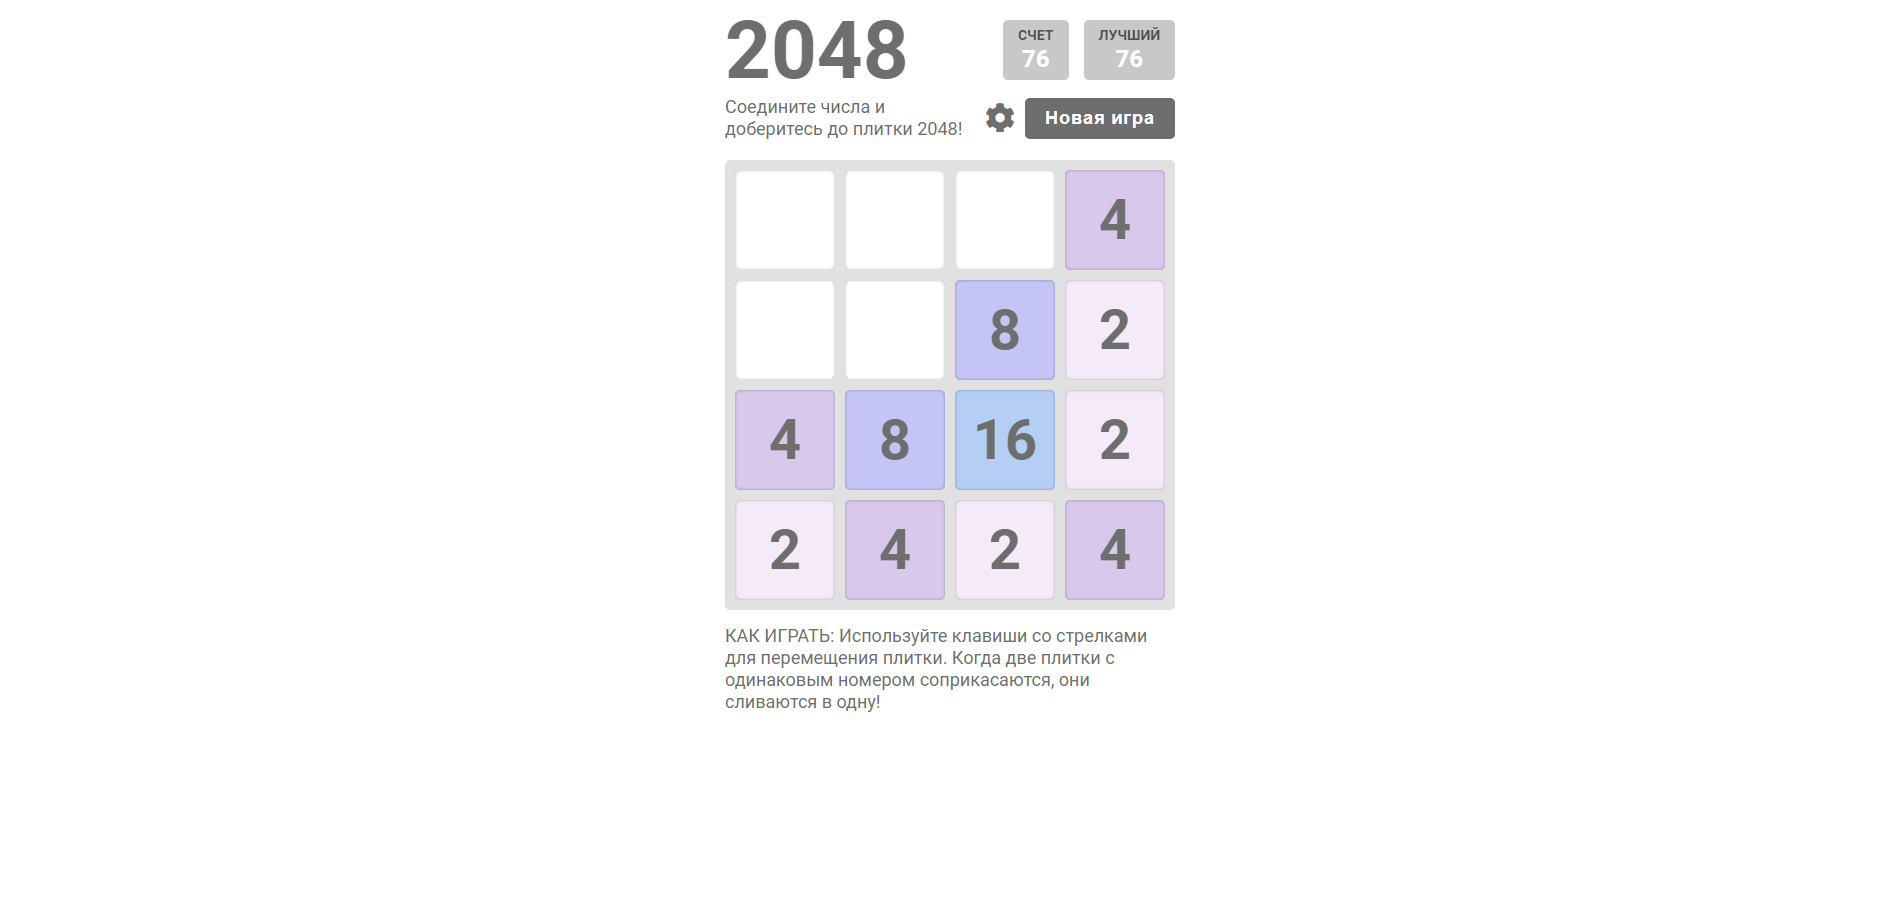 2048
СЧЕТ
76
ЛУЧШИЙ
76
Соедините числа и
доберитесь до плитки 2048!
Новая игра
4
8 2
4 8 16 2
2 4 2 4
КАК ИГРАТЬ: Используйте клавиши со стрелками
для перемещения плитки. Когда две плитки с
одинаковым номером соприкасаются, они
сливаются в одну!